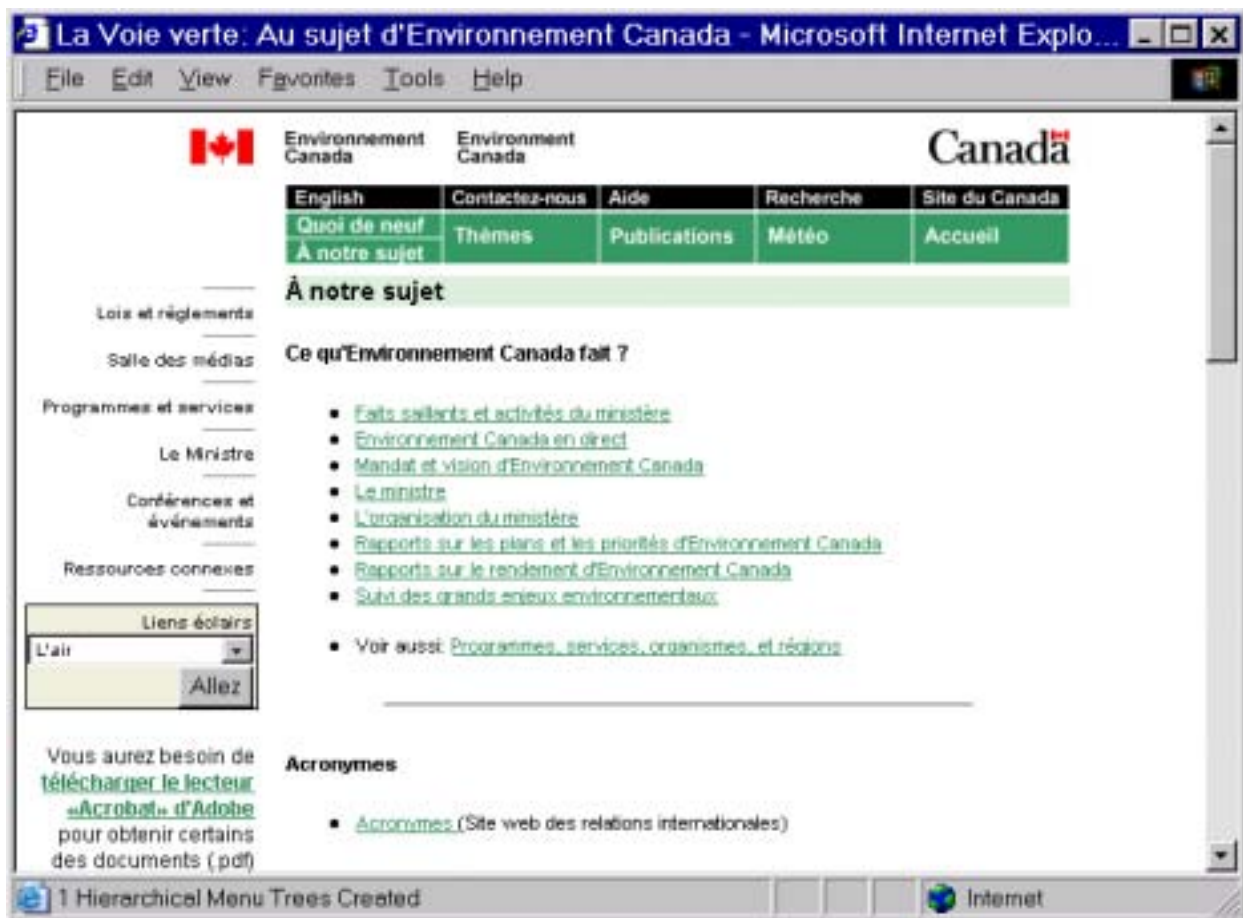 La Voie verte: Au sujet d'Environnement Canada - Microsoft Internet Explo...
File Edit View Favorites Tools Help
Environnement Canada
Environment Canada
Canada
English Contactez-nous Aide Recherche Site du Canada
Quoi de neuf Thèmes Publications Météo Accueil
À notre sujet
À notre sujet
Lois et règlements
Salle des médias
Programmes et services
Le Ministre
Conférences et
événements
Ressources connexes
Liens éclairs
L'air
Allez
Vous aurez besoin de
télécharger le lecteur
«Acrobat» d'Adobe
pour obtenir certains
des documents (.pdf)
Ce qu'Environnement Canada fait ?
Faits saillants et activités du ministère
Environnement Canada en direct
Mandat et vision d'Environnement Canada
Le ministre
L'organisation du ministère
Rapports sur les plans et les priorités d'Environnement Canada
Rapports sur le rendement d'Environnement Canada
Suivi des grands enjeux environnementaux
Voir aussi: Programmes, services, organismes, et régions
Acronymes
Acronymes (Site web des relations internationales)
1 Hierarchical Menu Trees Created
Internet